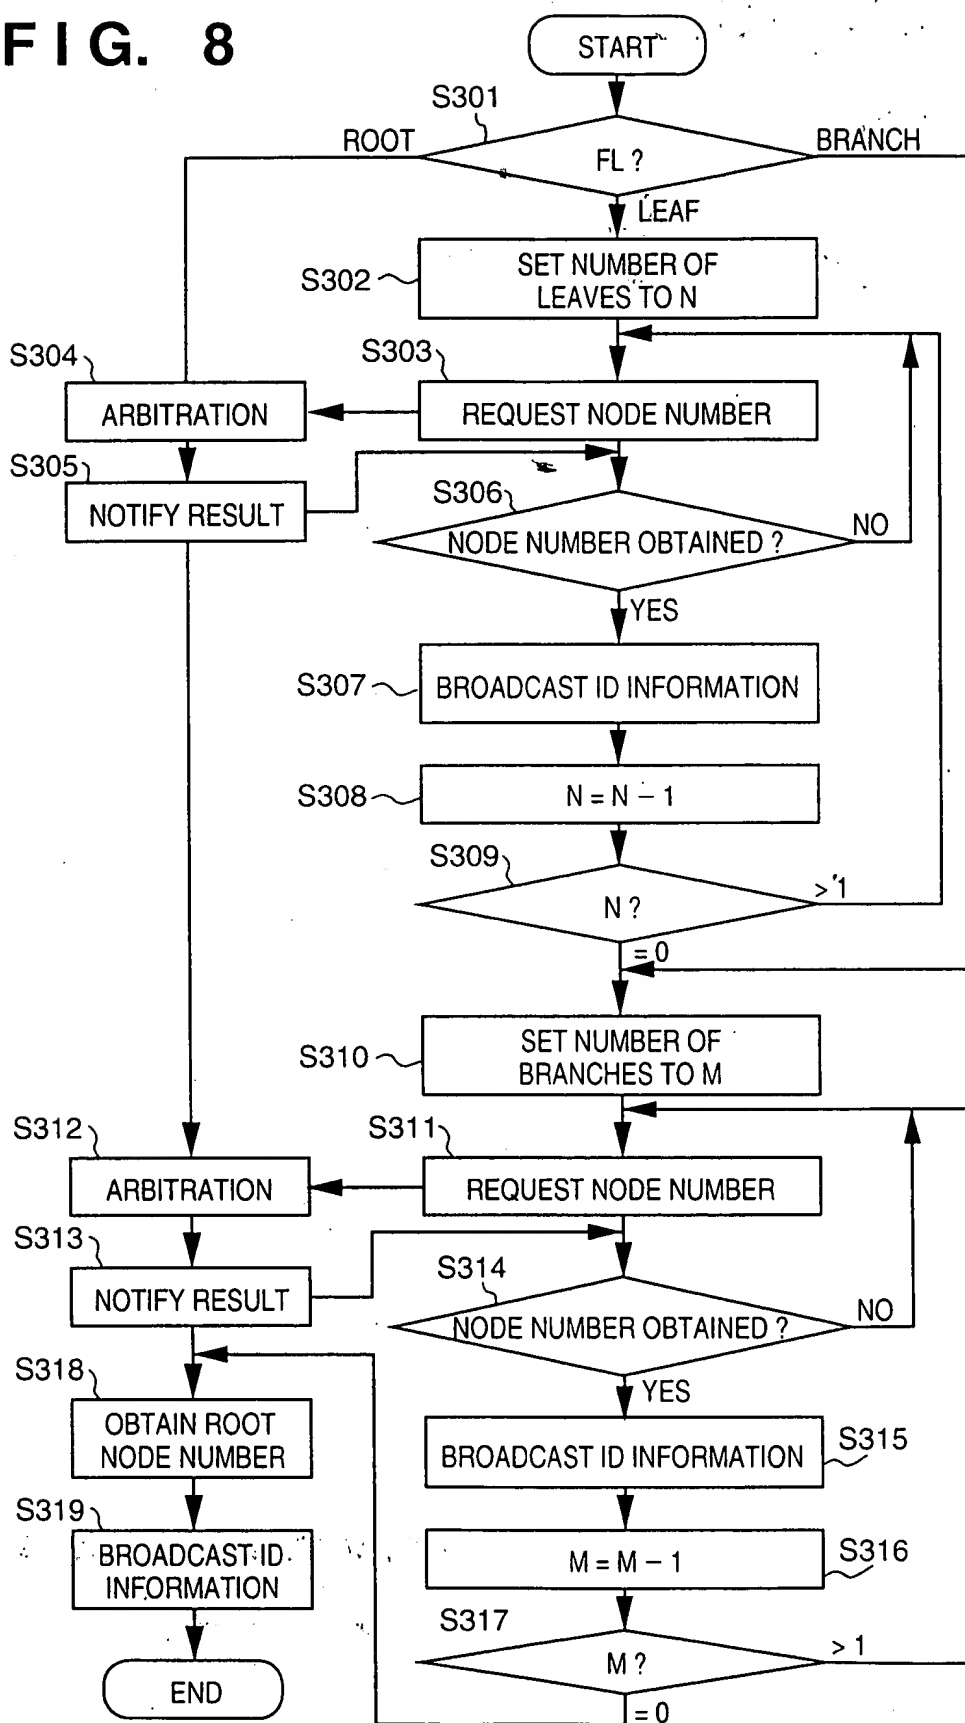 FIG. 8
START
S301
ROOT
FL ?
BRANCH
LEAF
S302
SET NUMBER OF
LEAVES TO N
S304
S303
ARBITRATION
REQUEST NODE NUMBER
S305
NOTIFY RESULT
S306
NODE NUMBER OBTAINED ?
NO
YES
S307
BROADCAST ID INFORMATION
S308
N = N − 1
S309
N ?
> 1
= 0
S310
SET NUMBER OF
BRANCHES TO M
S312
S311
ARBITRATION
REQUEST NODE NUMBER
S313
NOTIFY RESULT
S314
NODE NUMBER OBTAINED ?
NO
YES
S318
OBTAIN ROOT
NODE NUMBER
BROADCAST ID INFORMATION
S315
S319
BROADCAST ID
INFORMATION
M = M − 1
S316
S317
M ?
> 1
= 0
END